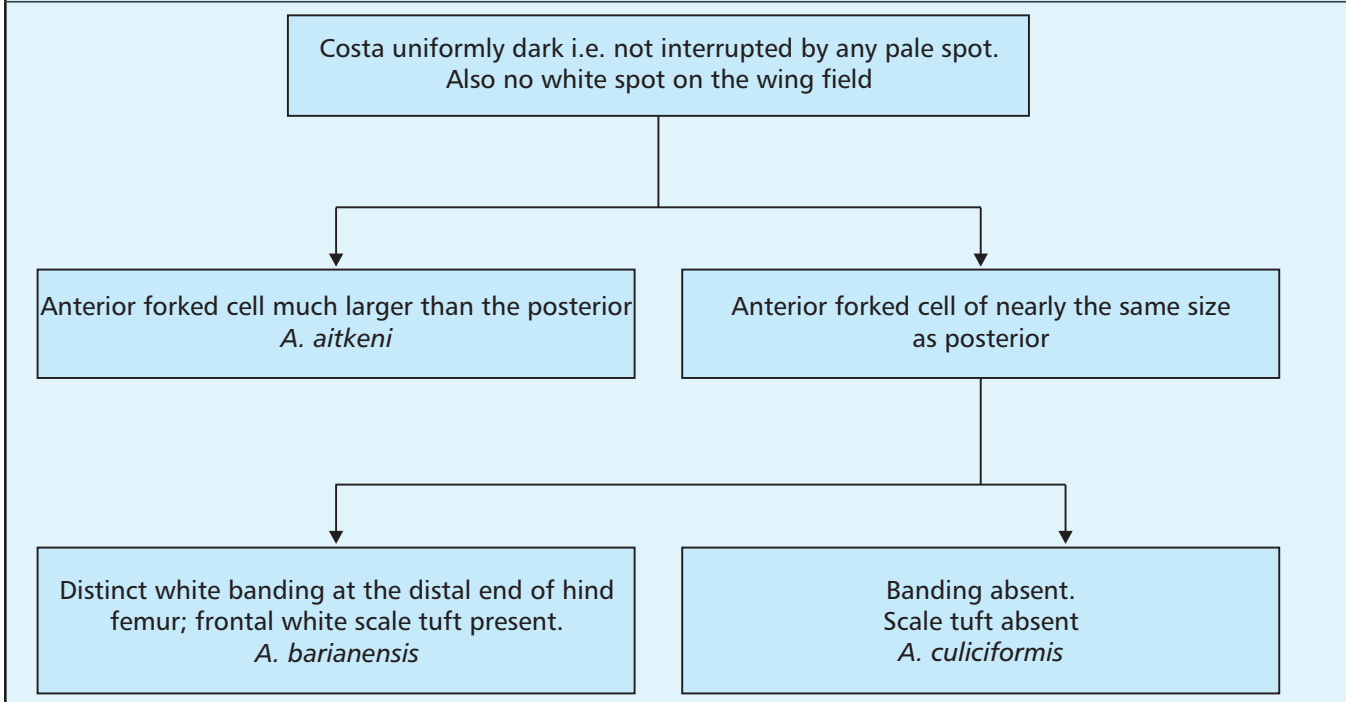 Costa uniformly dark i.e. not interrupted by any pale spot.
Also no white spot on the wing field
Anterior forked cell much larger than the posterior
A. aitkeni
Anterior forked cell of nearly the same size
as posterior
Distinct white banding at the distal end of hind
femur; frontal white scale tuft present.
A. barianensis
Banding absent.
Scale tuft absent
A. culiciformis